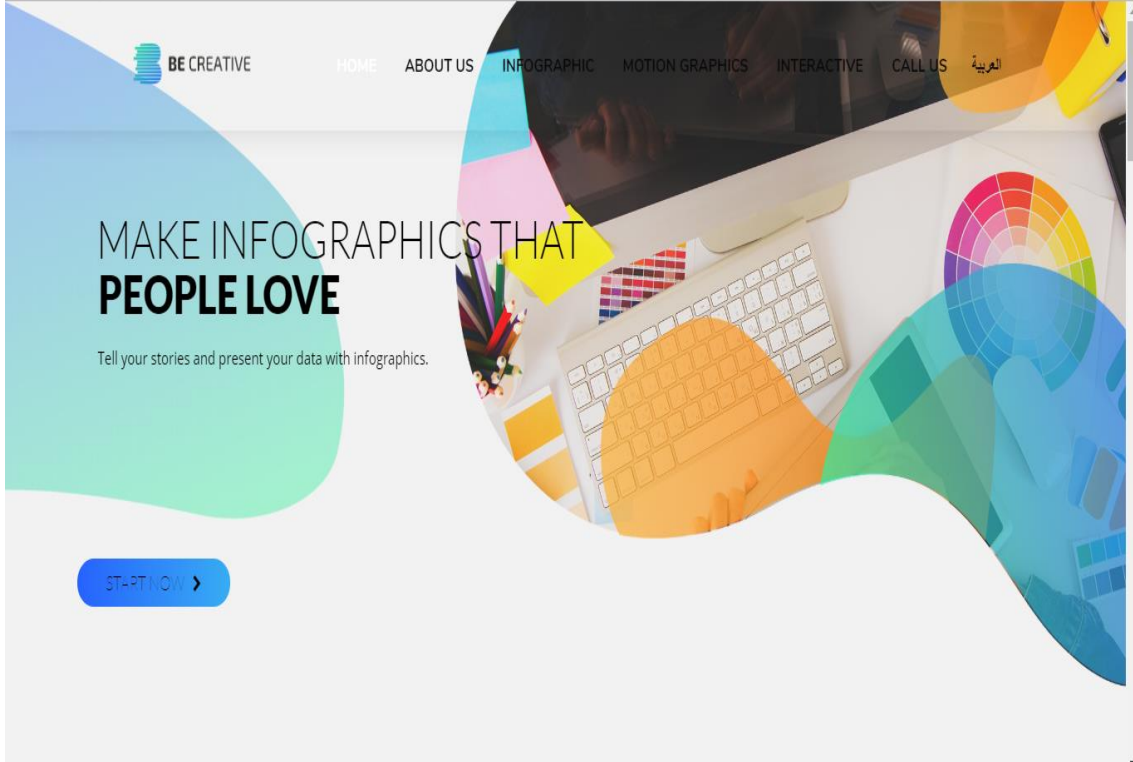 BE CREATIVE
HOME ABOUT US INFOGRAPHIC MOTION GRAPHICS INTERACTIVE CALL US العربية
MAKE INFOGRAPHICS THAT
PEOPLE LOVE
Tell your stories and present your data with infographics.
START NOW